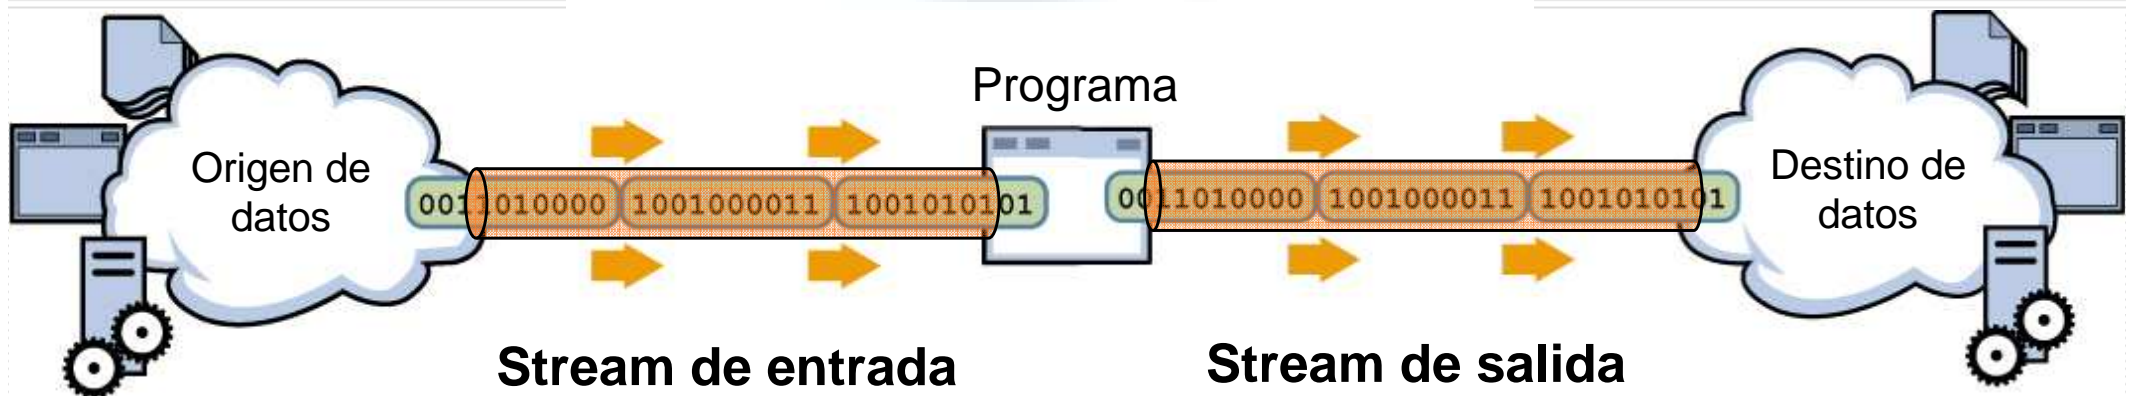 Programa
Origen de
datos
0011010000 1001000011 1001010101
0011010000 1001000011 1001010101
Destino de
datos
Stream de entrada
Stream de salida